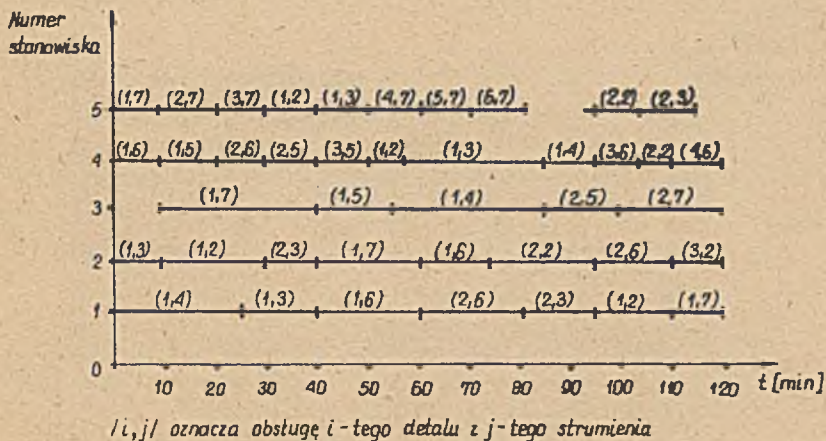 Numer
stanowiska
(1,7) (2,7) (3,7) (1,2) (1,3) (4,7) (5,7) (6,7) (2,2) (2,3)
5
(1,6) (1,5) (2,6) (2,5) (3,5) (1,2) (1,3) (1,4) (3,6) (2,2) (4,6)
4
(1,7) (1,5) (1,4) (2,5) (2,7)
3
(1,3) (1,2) (2,3) (1,7) (1,6) (2,2) (2,6) (3,2)
2
(1,4) (1,3) (1,6) (2,6) (2,3) (1,2) (1,7)
1
0
10 20 30 40 50 60 70 80 90 100 110 120 t [min]
/i,j/ oznacza obsługę i-tego detalu z j-tego strumienia